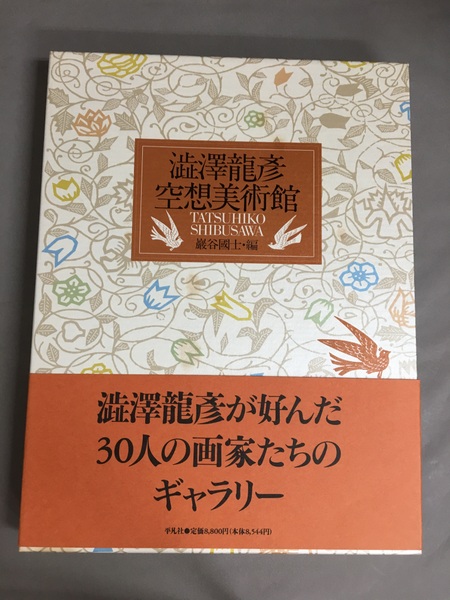 澁澤龍彥
空想美術館
TATSUHIKO
SHIBUSAWA
巖谷國士・編
澁澤龍彥が好んだ
30人の画家たちの
ギャラリー
平凡社●定価8,800円(本体8,544円)